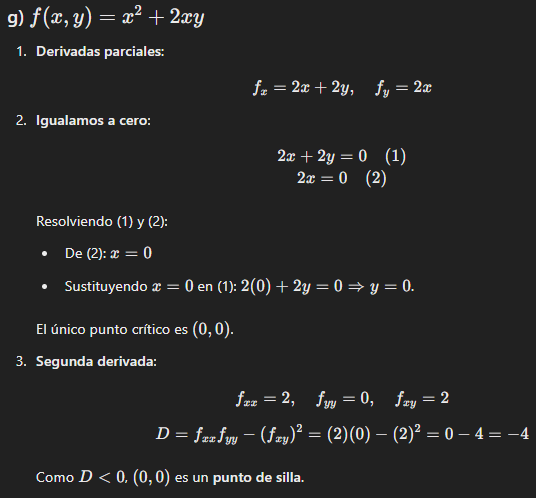 g) f(x, y) = x² + 2xy
1. Derivadas parciales:
fₓ = 2x + 2y, f_y = 2x
2. Igualamos a cero:
2x + 2y = 0 (1)
2x = 0 (2)
Resolviendo (1) y (2):
• De (2): x = 0
• Sustituyendo x = 0 en (1): 2(0) + 2y = 0 ⇒ y = 0.
El único punto crítico es (0, 0).
3. Segunda derivada:
fₓₓ = 2, f_yy = 0, f_xy = 2
D = fₓₓf_yy − (f_xy)² = (2)(0) − (2)² = 0 − 4 = −4
Como D < 0, (0, 0) es un punto de silla.